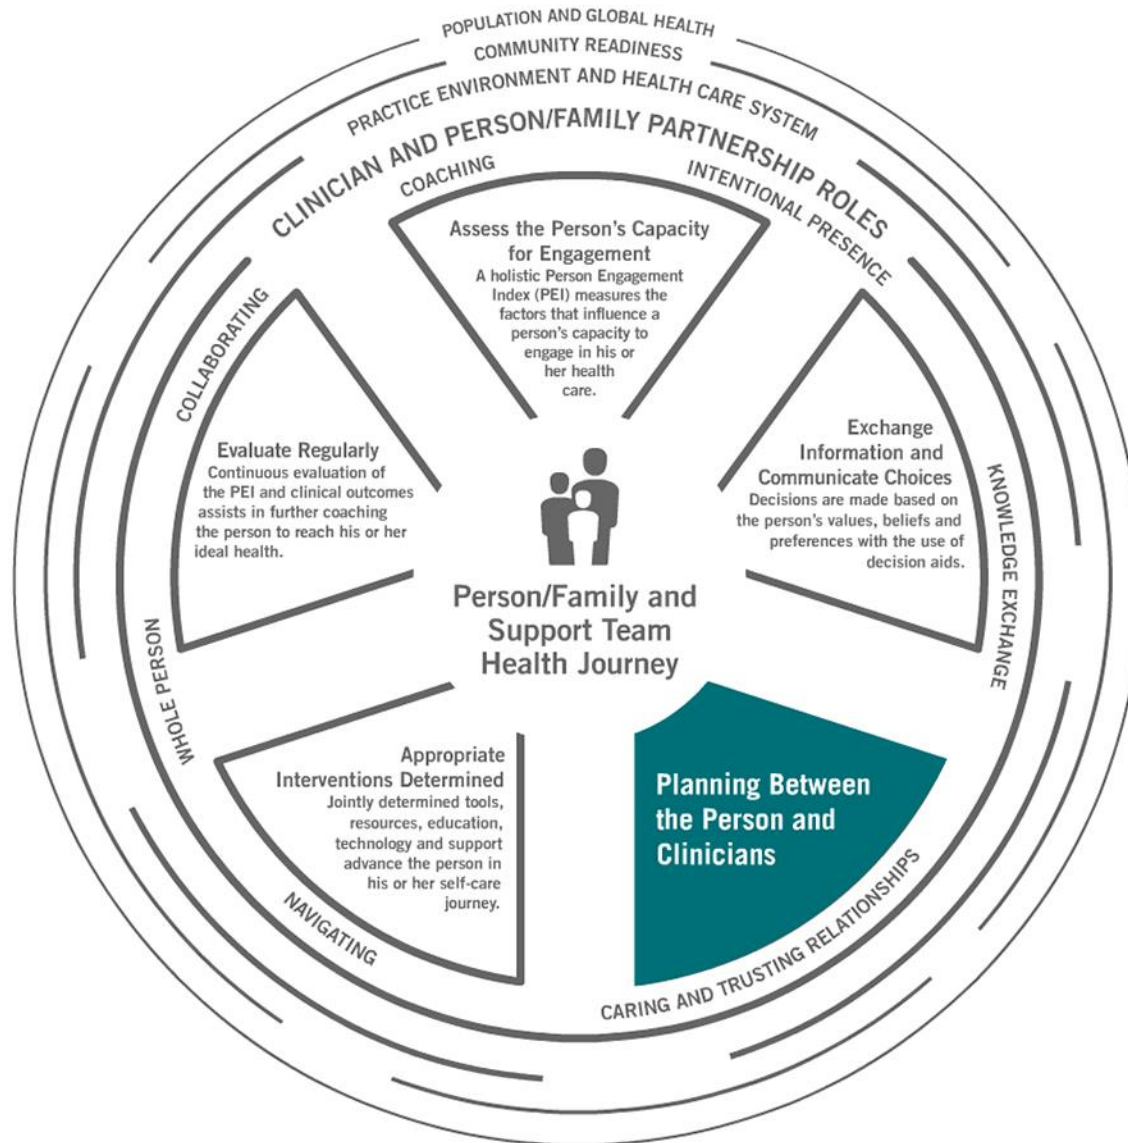 POPULATION AND GLOBAL HEALTH
COMMUNITY READINESS
PRACTICE ENVIRONMENT AND HEALTH CARE SYSTEM
CLINICIAN AND PERSON/FAMILY PARTNERSHIP ROLES
COACHING
INTENTIONAL PRESENCE
Assess the Person's Capacity
for Engagement
A holistic Person Engagement
Index (PEI) measures the
factors that influence a
person's capacity to
engage in his or
her health
care.
COLLABORATING
Evaluate Regularly
Continuous evaluation of
the PEI and clinical outcomes
assists in further coaching
the person to reach his or her
ideal health.
Exchange
Information and
Communicate Choices
Decisions are made based on
the person's values, beliefs and
preferences with the use of
decision aids.
KNOWLEDGE EXCHANGE
Person/Family and
Support Team
Health Journey
WHOLE PERSON
Appropriate
Interventions Determined
Jointly determined tools,
resources, education,
technology and support
advance the person in
his or her self-care
journey.
Planning Between
the Person and
Clinicians
NAVIGATING
CARING AND TRUSTING RELATIONSHIPS